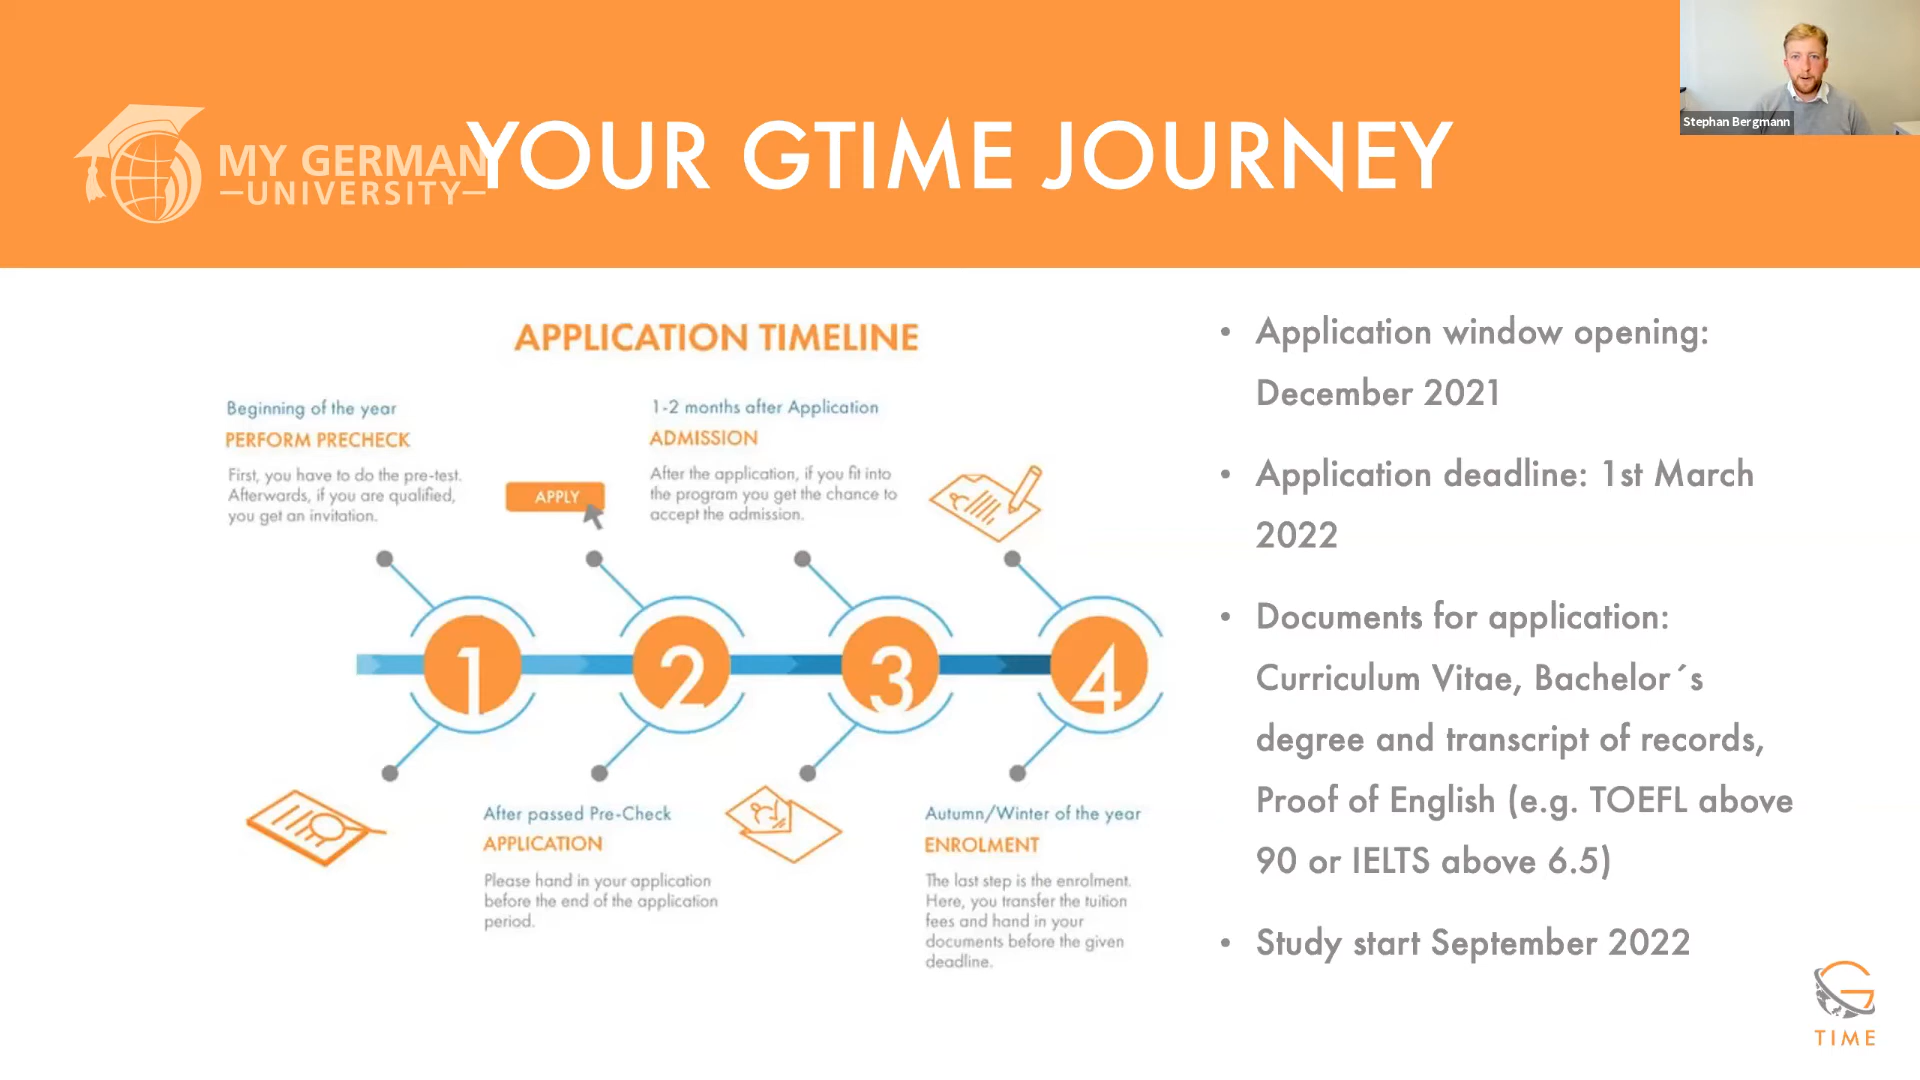 MY GERMAN
UNIVERSITY
YOUR GTIME JOURNEY
Stephan Bergmann
APPLICATION TIMELINE
Beginning of the year
PERFORM PRECHECK
First, you have to do the pre-test.
Afterwards, if you are qualified,
you get an invitation.
APPLY
1-2 months after Application
ADMISSION
After the application, if you fit into
the program you get the chance to
accept the admission.
1
2
3
4
After passed Pre-Check
APPLICATION
Please hand in your application
before the end of the application
period.
Autumn/Winter of the year
ENROLMENT
The last step is the enrolment.
Here, you transfer the tuition
fees and hand in your
documents before the given
deadline.
• Application window opening:
December 2021
• Application deadline: 1st March
2022
• Documents for application:
Curriculum Vitae, Bachelor´s
degree and transcript of records,
Proof of English (e.g. TOEFL above
90 or IELTS above 6.5)
• Study start September 2022
G
TIME